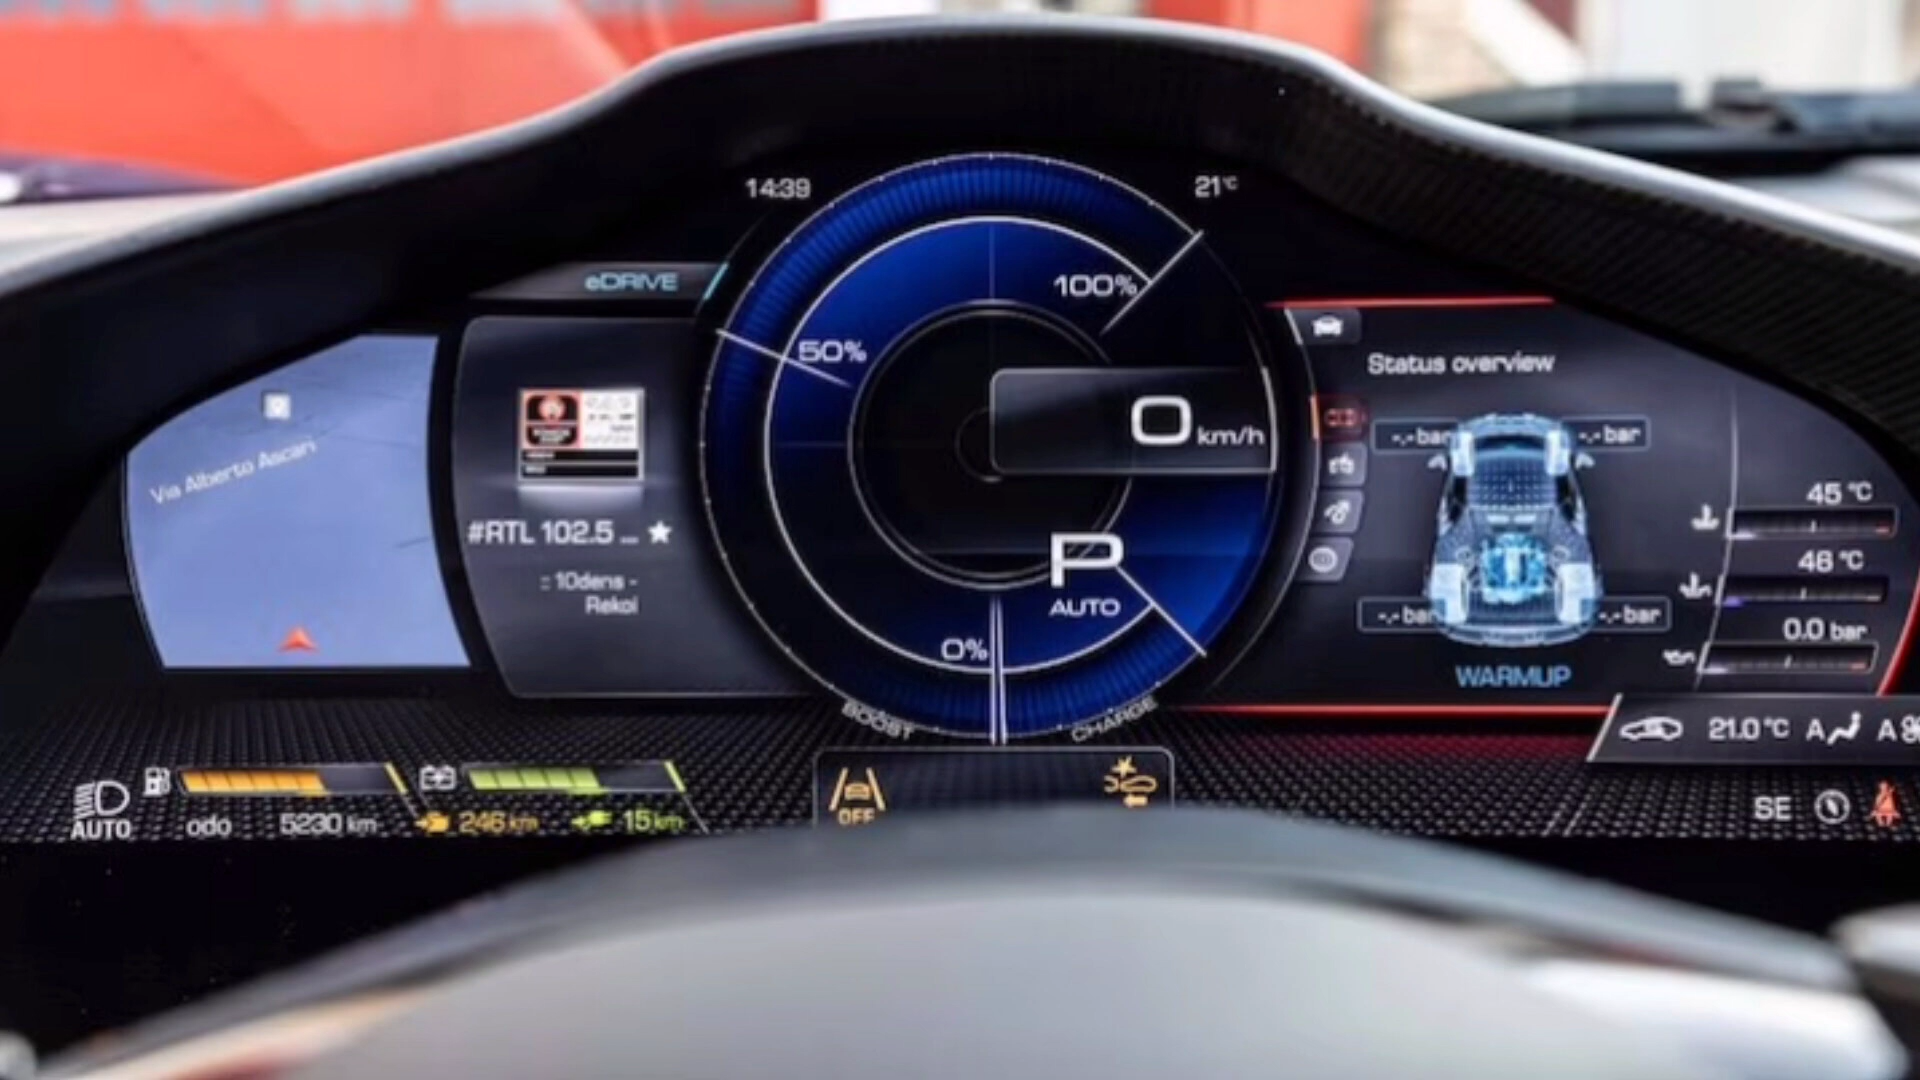 14:39
21°C
eDRIVE
100%
50%
Status overview
Via Alberto Ascari
0 km/h
-.- bar
-.- bar
45 °C
#RTL 102.5 ...
:: 10dens -
Rekoi
P
AUTO
46 °C
-.- bar
-.- bar
0.0 bar
0%
WARMUP
BOOST
CHARGE
21.0 °C A A
AUTO
odo 5230 km 246 km 15 km
OFF
SE